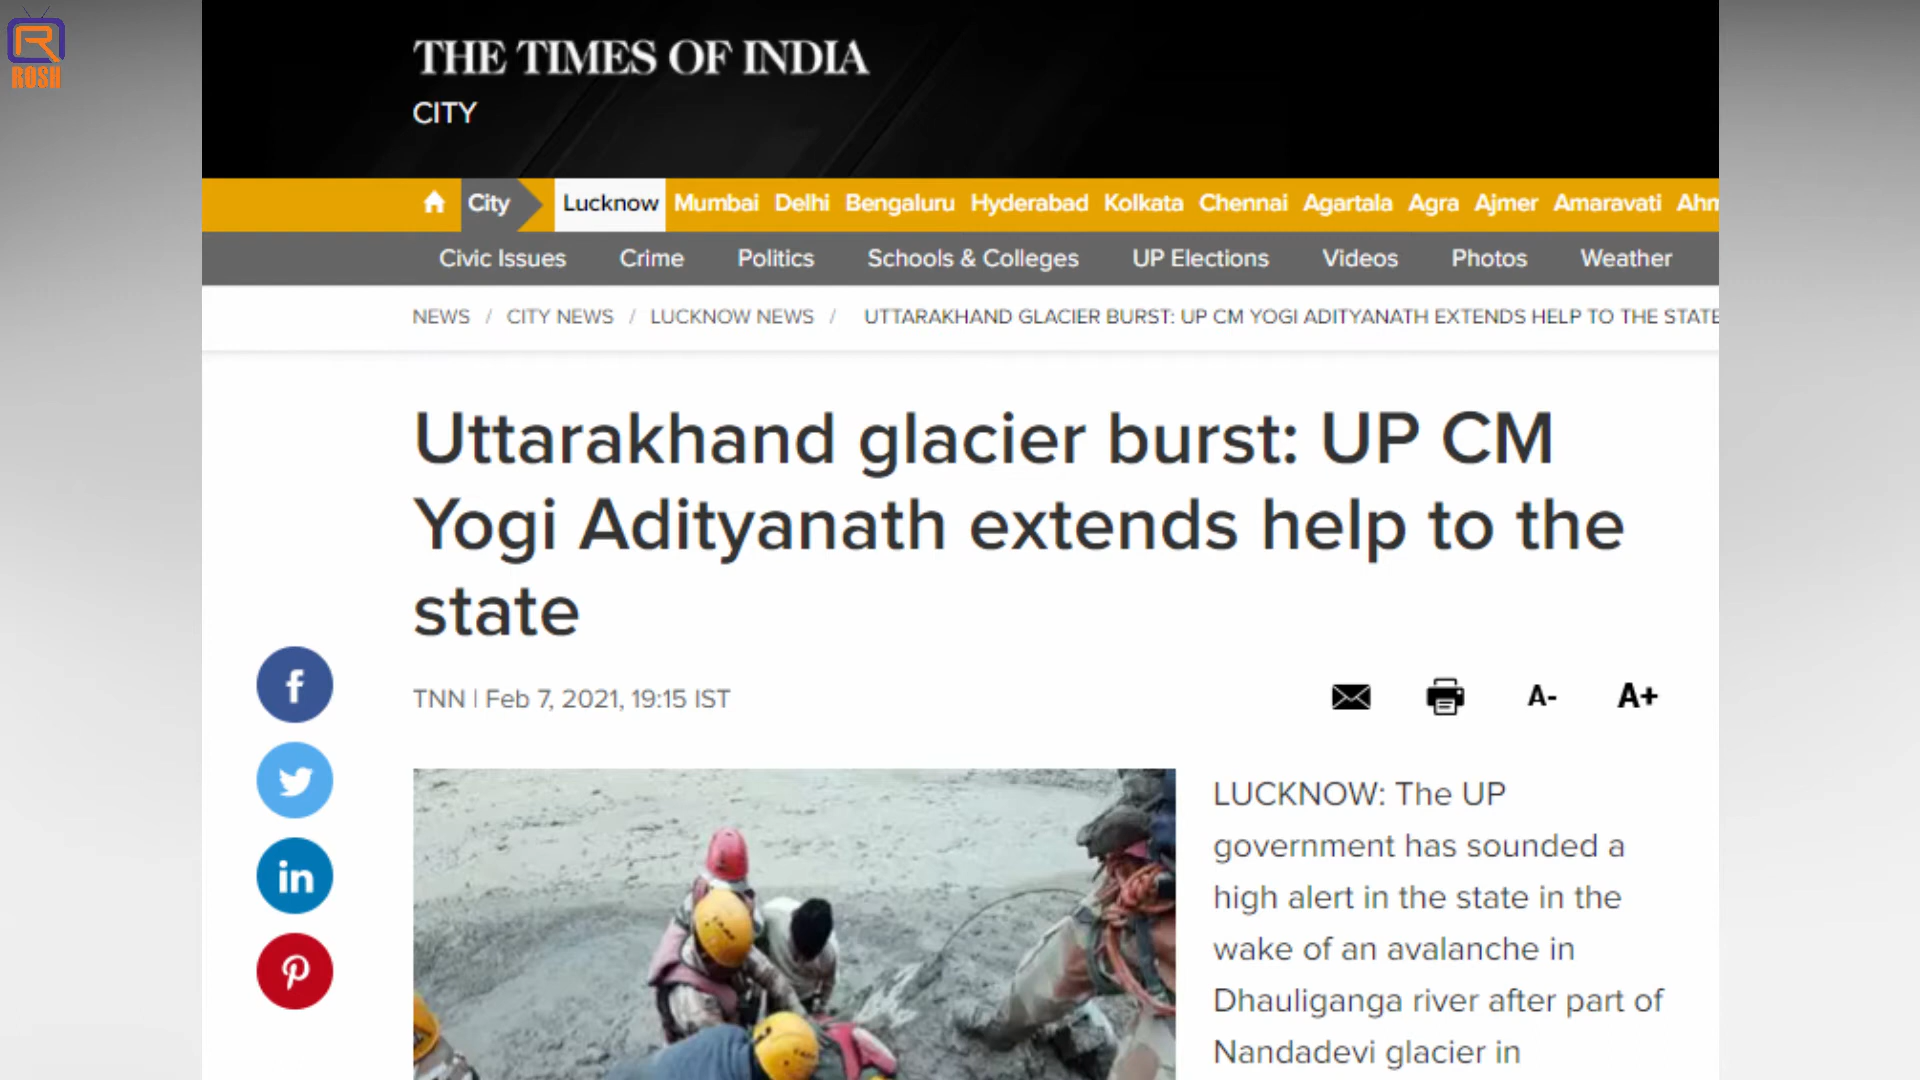 ROSH
THE TIMES OF INDIA
CITY
City Lucknow Mumbai Delhi Bengaluru Hyderabad Kolkata Chennai Agartala Agra Ajmer Amaravati Ahm
Civic Issues Crime Politics Schools & Colleges UP Elections Videos Photos Weather
NEWS / CITY NEWS / LUCKNOW NEWS / UTTARAKHAND GLACIER BURST: UP CM YOGI ADITYANATH EXTENDS HELP TO THE STATE
Uttarakhand glacier burst: UP CM
Yogi Adityanath extends help to the
state
TNN | Feb 7, 2021, 19:15 IST
A- A+
LUCKNOW: The UP
government has sounded a
high alert in the state in the
wake of an avalanche in
Dhauliganga river after part of
Nandadevi glacier in